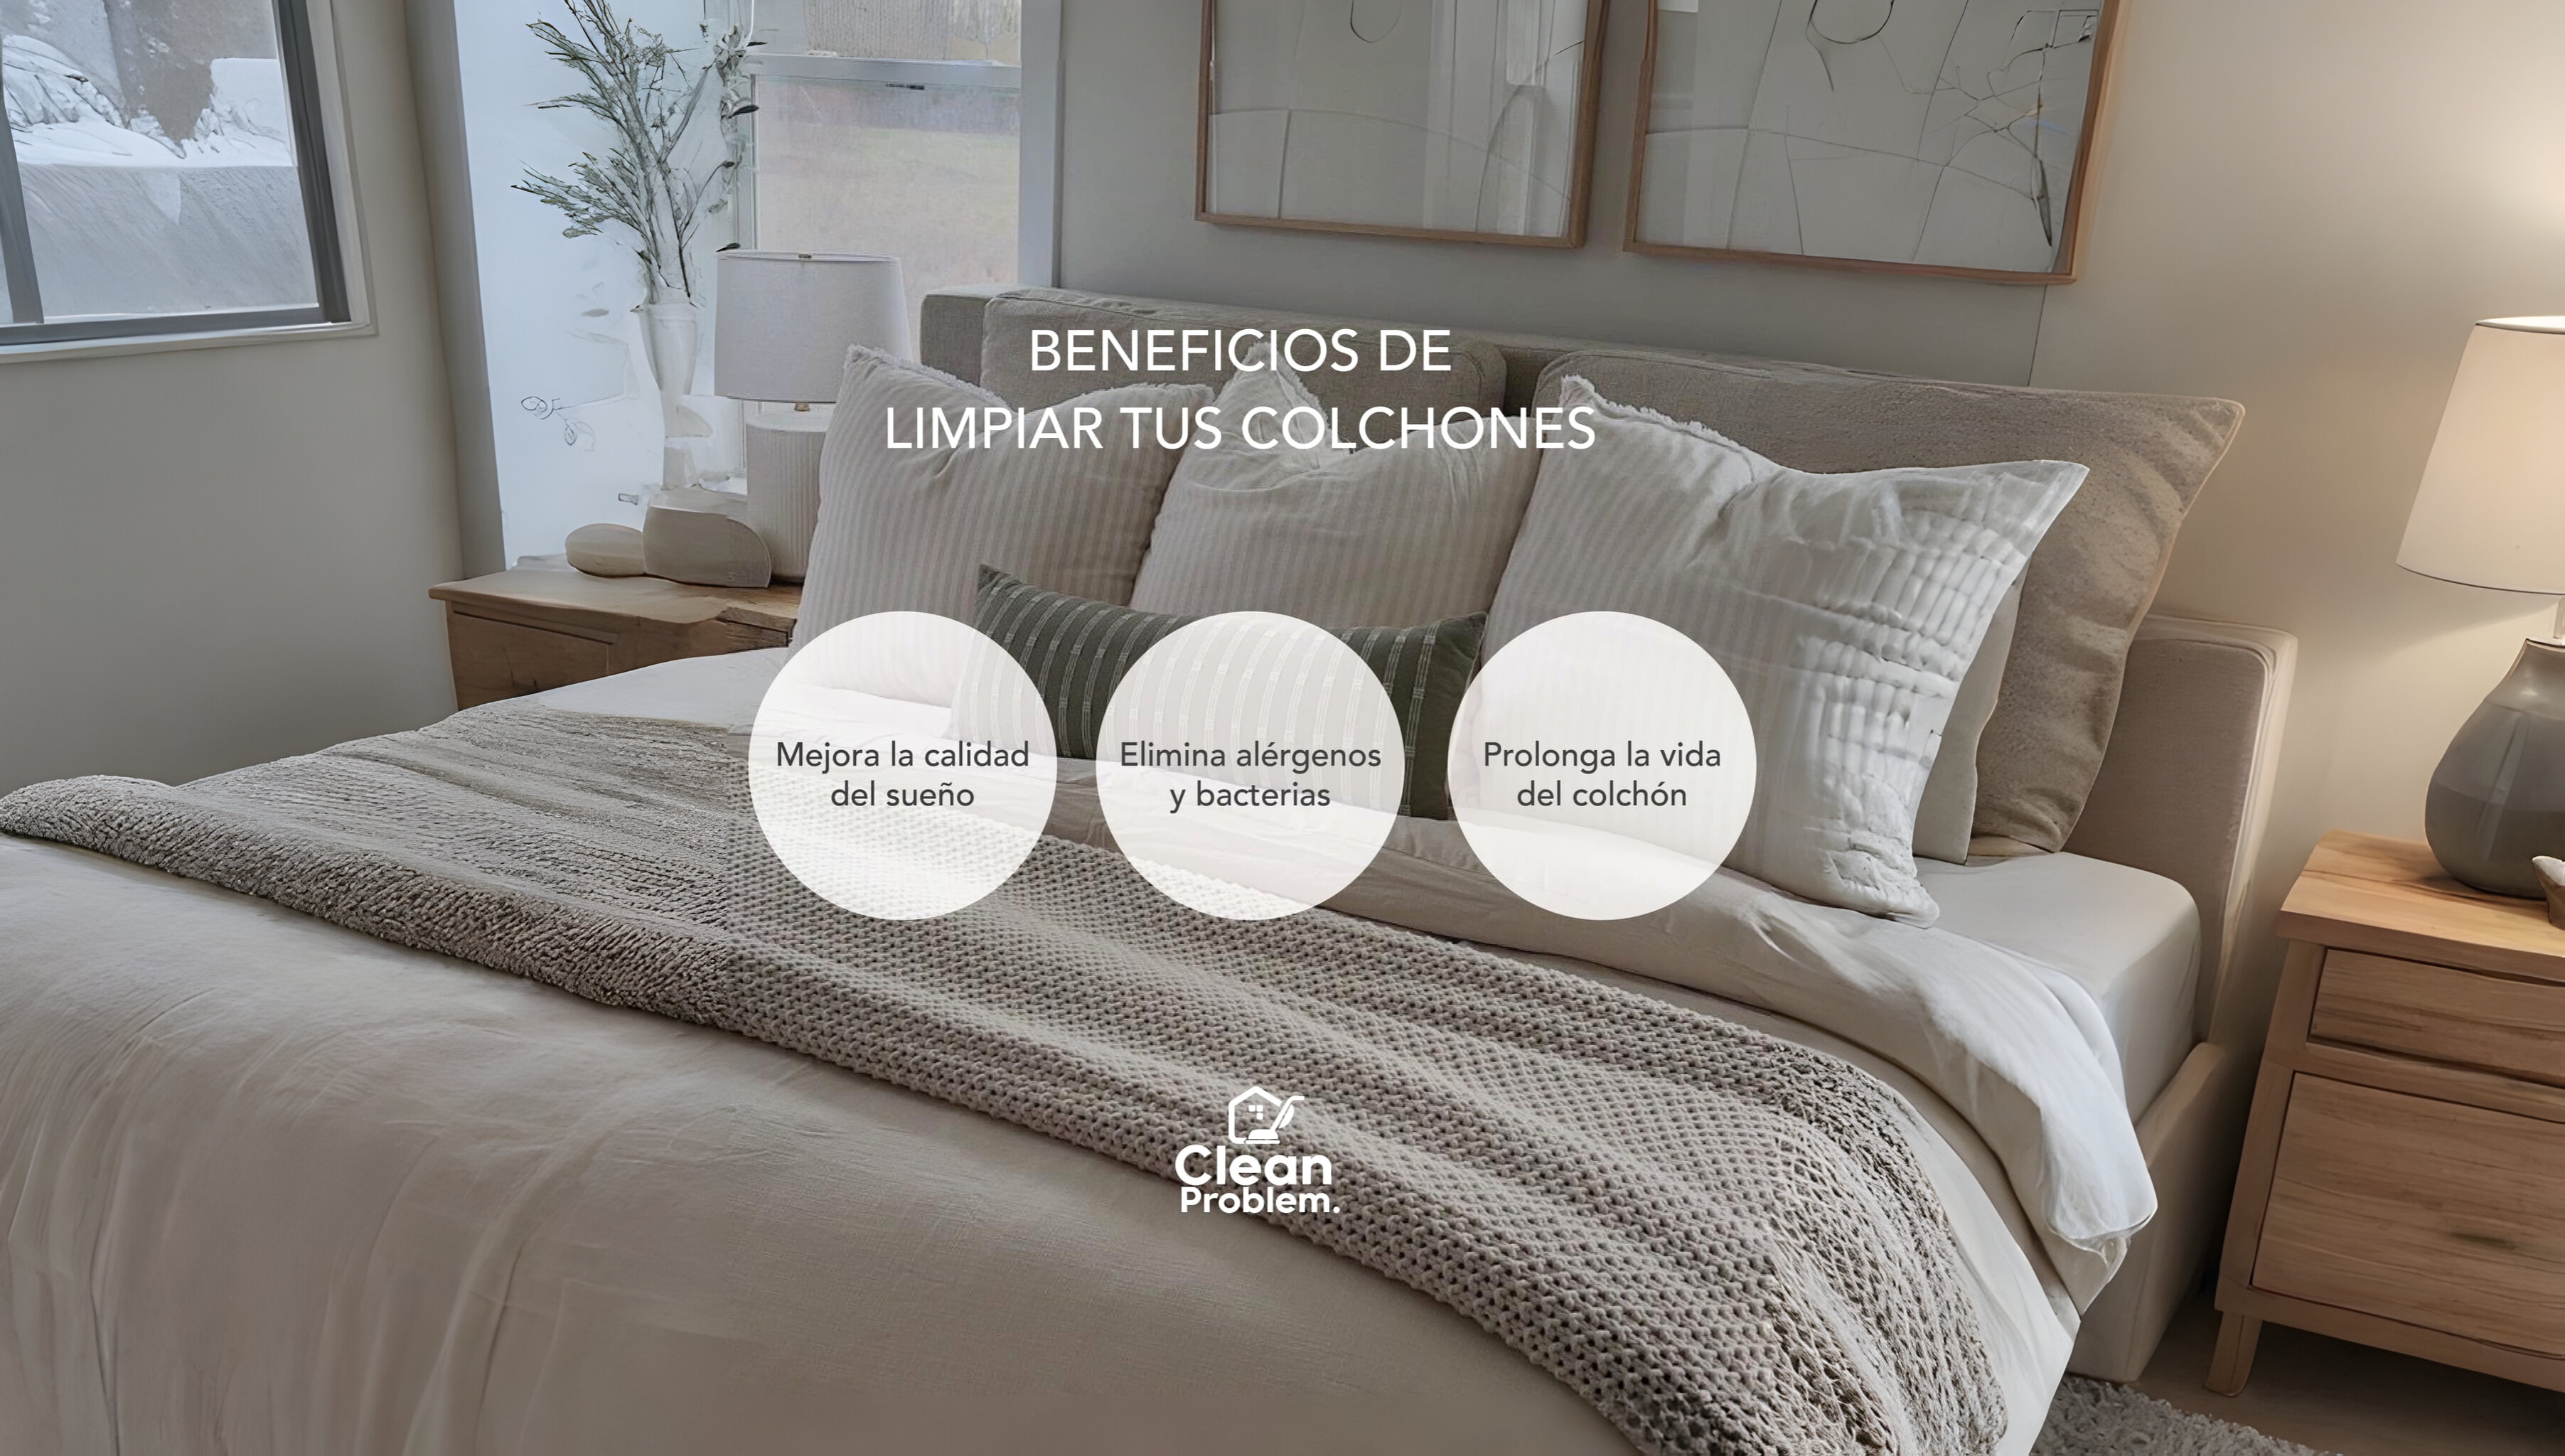 BENEFICIOS DE
LIMPIAR TUS COLCHONES
Mejora la calidad
del sueño
Elimina alérgenos
y bacterias
Prolonga la vida
del colchón
Clean
Problem.